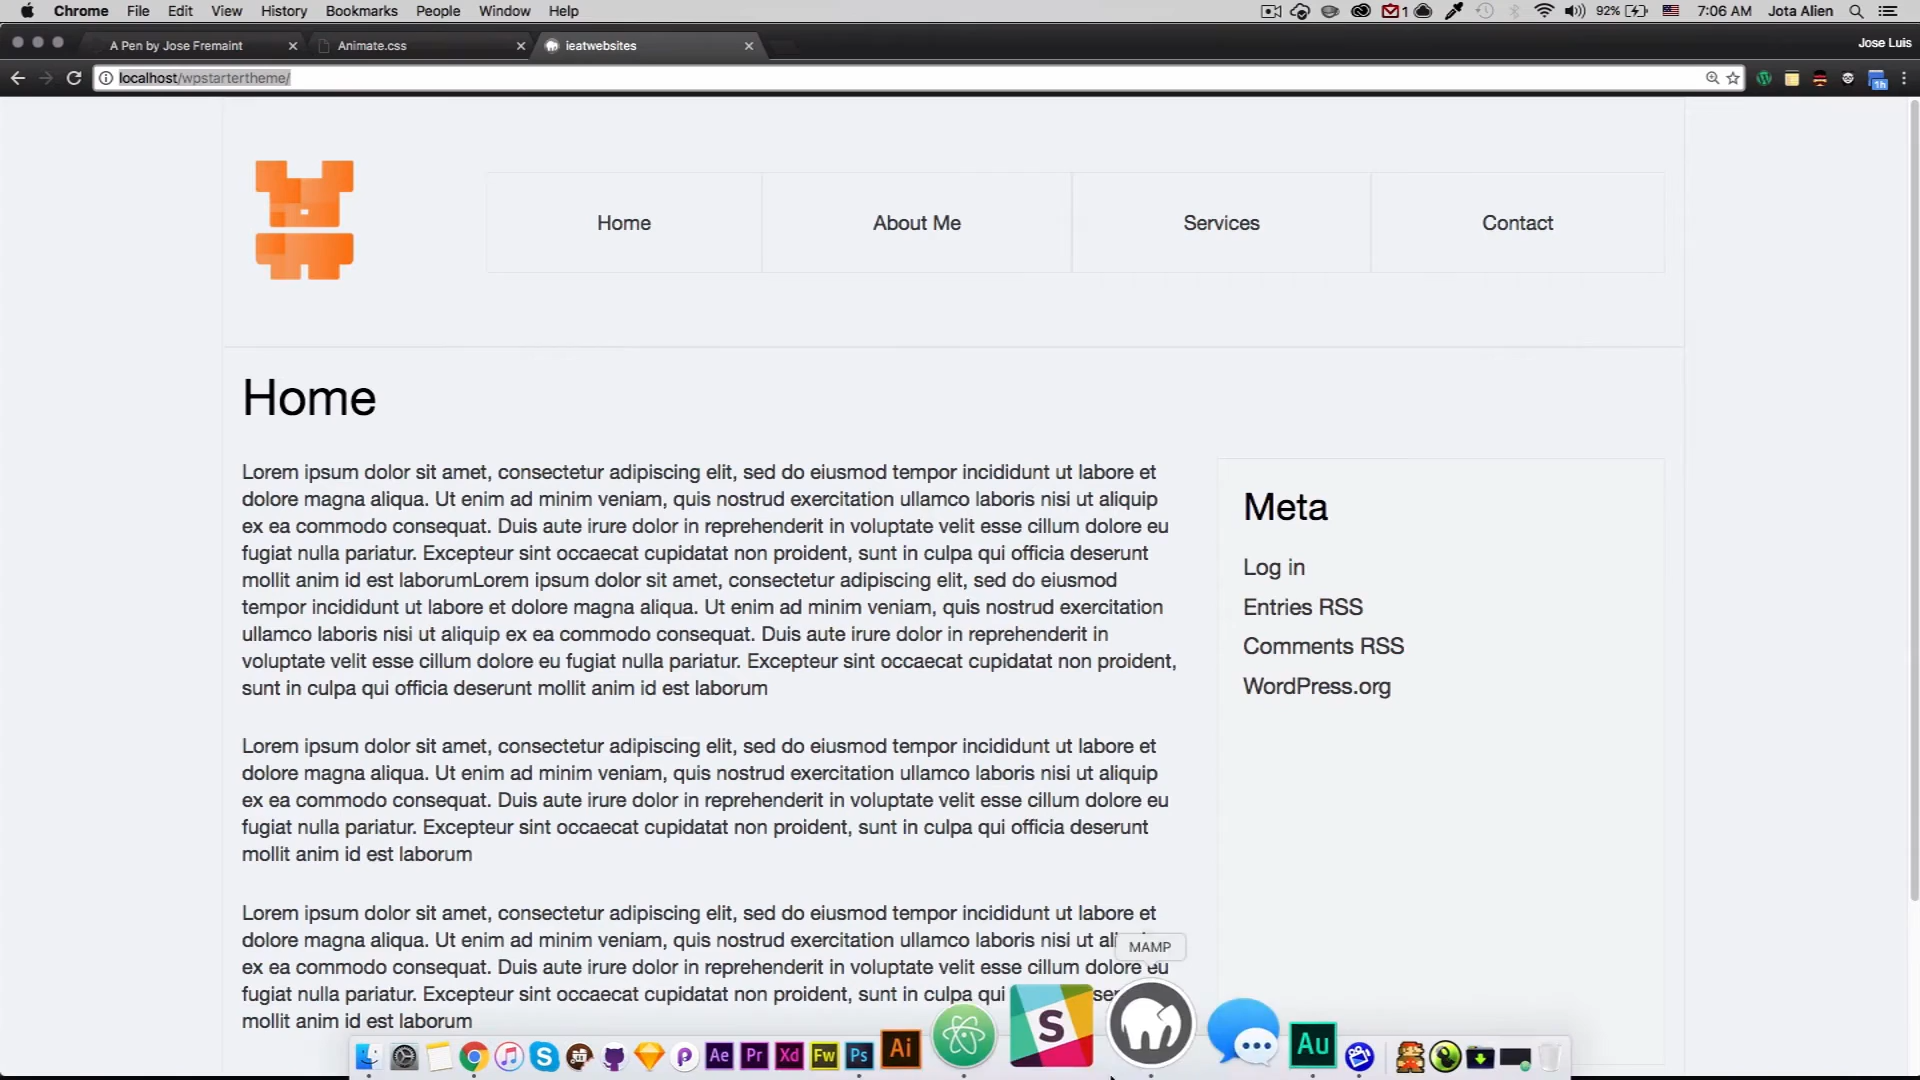 Chrome File Edit View History Bookmarks People Window Help 1 92% 7:06 AM Jota Alien
A Pen by Jose Fremaint Animate.css ieatwebsites Jose Luis
localhost/wpstartertheme/ 1h
Home About Me Services Contact
Home
Lorem ipsum dolor sit amet, consectetur adipiscing elit, sed do eiusmod tempor incididunt ut labore et
dolore magna aliqua. Ut enim ad minim veniam, quis nostrud exercitation ullamco laboris nisi ut aliquip
ex ea commodo consequat. Duis aute irure dolor in reprehenderit in voluptate velit esse cillum dolore eu
fugiat nulla pariatur. Excepteur sint occaecat cupidatat non proident, sunt in culpa qui officia deserunt
mollit anim id est laborumLorem ipsum dolor sit amet, consectetur adipiscing elit, sed do eiusmod
tempor incididunt ut labore et dolore magna aliqua. Ut enim ad minim veniam, quis nostrud exercitation
ullamco laboris nisi ut aliquip ex ea commodo consequat. Duis aute irure dolor in reprehenderit in
voluptate velit esse cillum dolore eu fugiat nulla pariatur. Excepteur sint occaecat cupidatat non proident,
sunt in culpa qui officia deserunt mollit anim id est laborum
Lorem ipsum dolor sit amet, consectetur adipiscing elit, sed do eiusmod tempor incididunt ut labore et
dolore magna aliqua. Ut enim ad minim veniam, quis nostrud exercitation ullamco laboris nisi ut aliquip
ex ea commodo consequat. Duis aute irure dolor in reprehenderit in voluptate velit esse cillum dolore eu
fugiat nulla pariatur. Excepteur sint occaecat cupidatat non proident, sunt in culpa qui officia deserunt
mollit anim id est laborum
Lorem ipsum dolor sit amet, consectetur adipiscing elit, sed do eiusmod tempor incididunt ut labore et
dolore magna aliqua. Ut enim ad minim veniam, quis nostrud exercitation ullamco laboris nisi ut
ex ea commodo consequat. Duis aute irure dolor in reprehenderit in voluptate velit esse cillum dolore eu
fugiat nulla pariatur. Excepteur sint occaecat cupidatat non proident, sunt in culpa qui
mollit anim id est laborum
Meta
Log in
Entries RSS
Comments RSS
WordPress.org
MAMP
S Ae Pr Xd Fw Ps Ai S Au